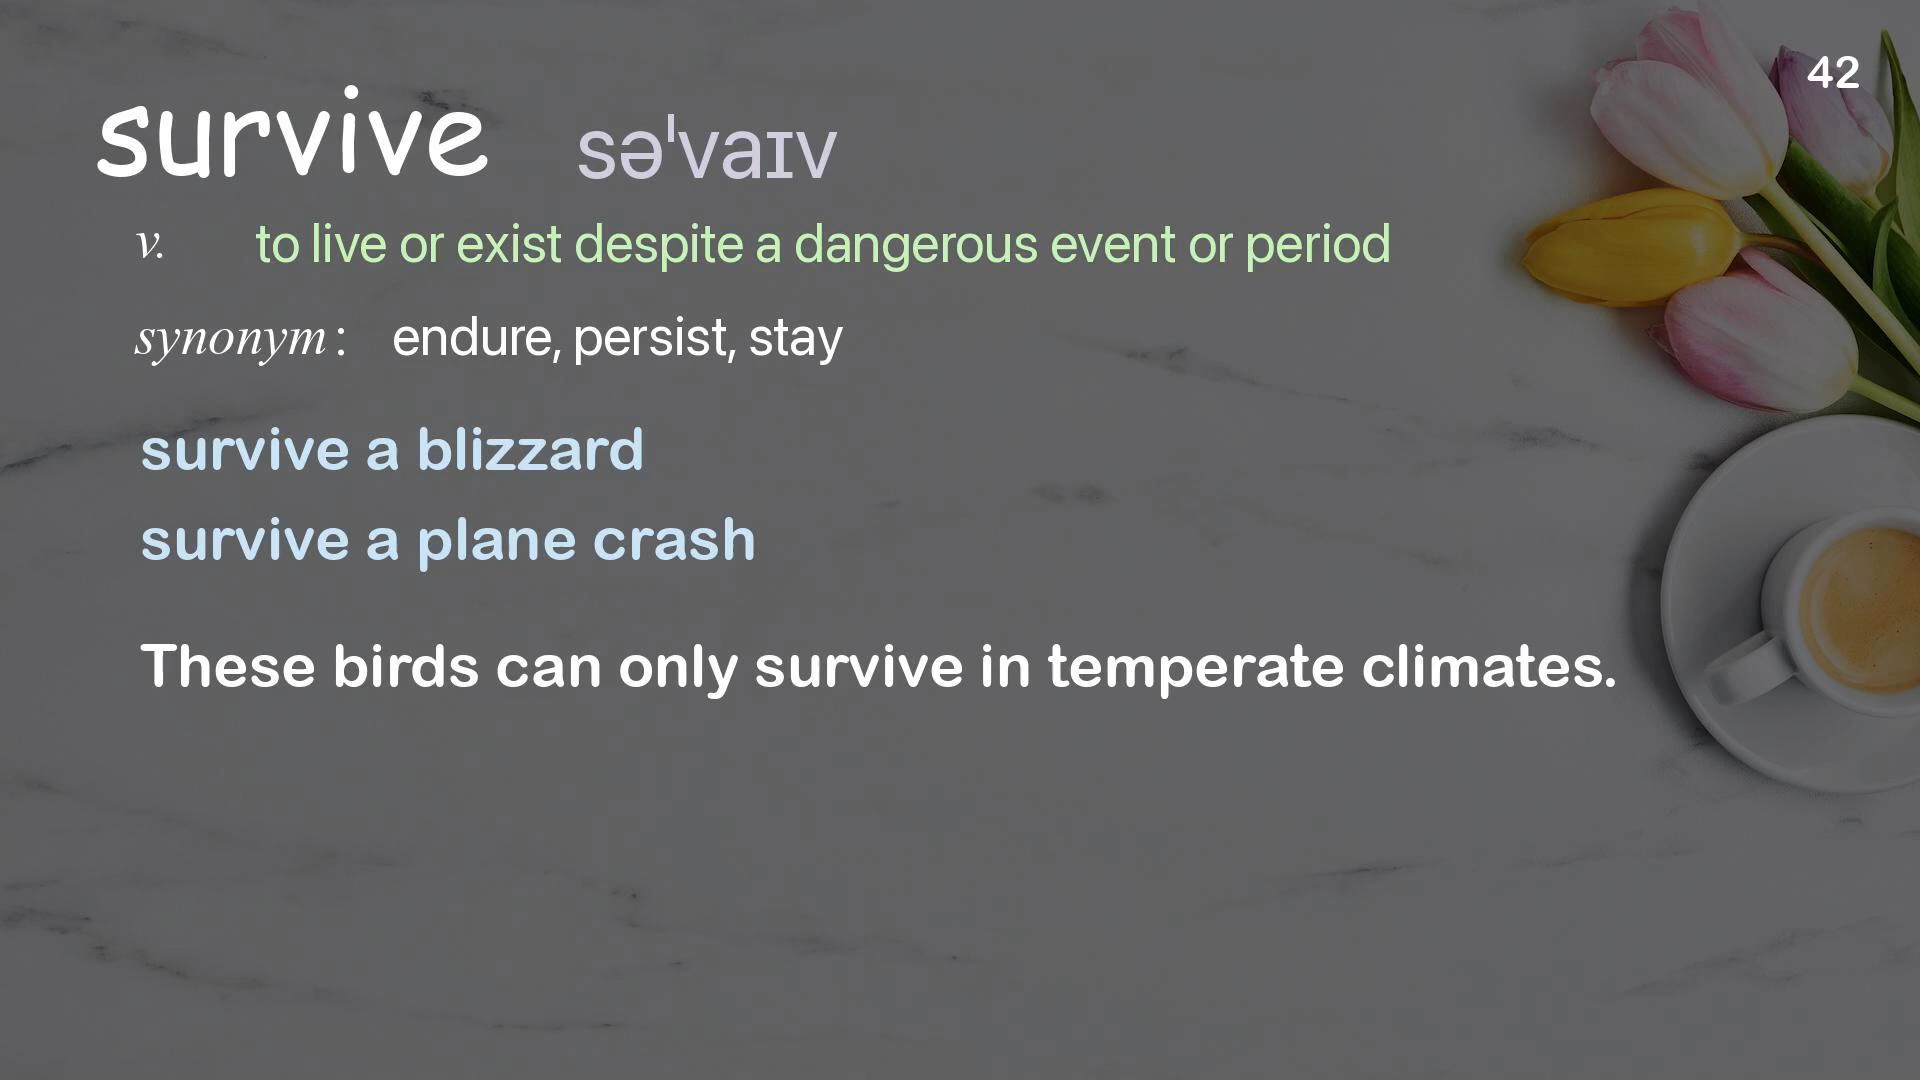 42
survive səˈvaɪv
v. to live or exist despite a dangerous event or period
synonym : endure, persist, stay
survive a blizzard
survive a plane crash
These birds can only survive in temperate climates.